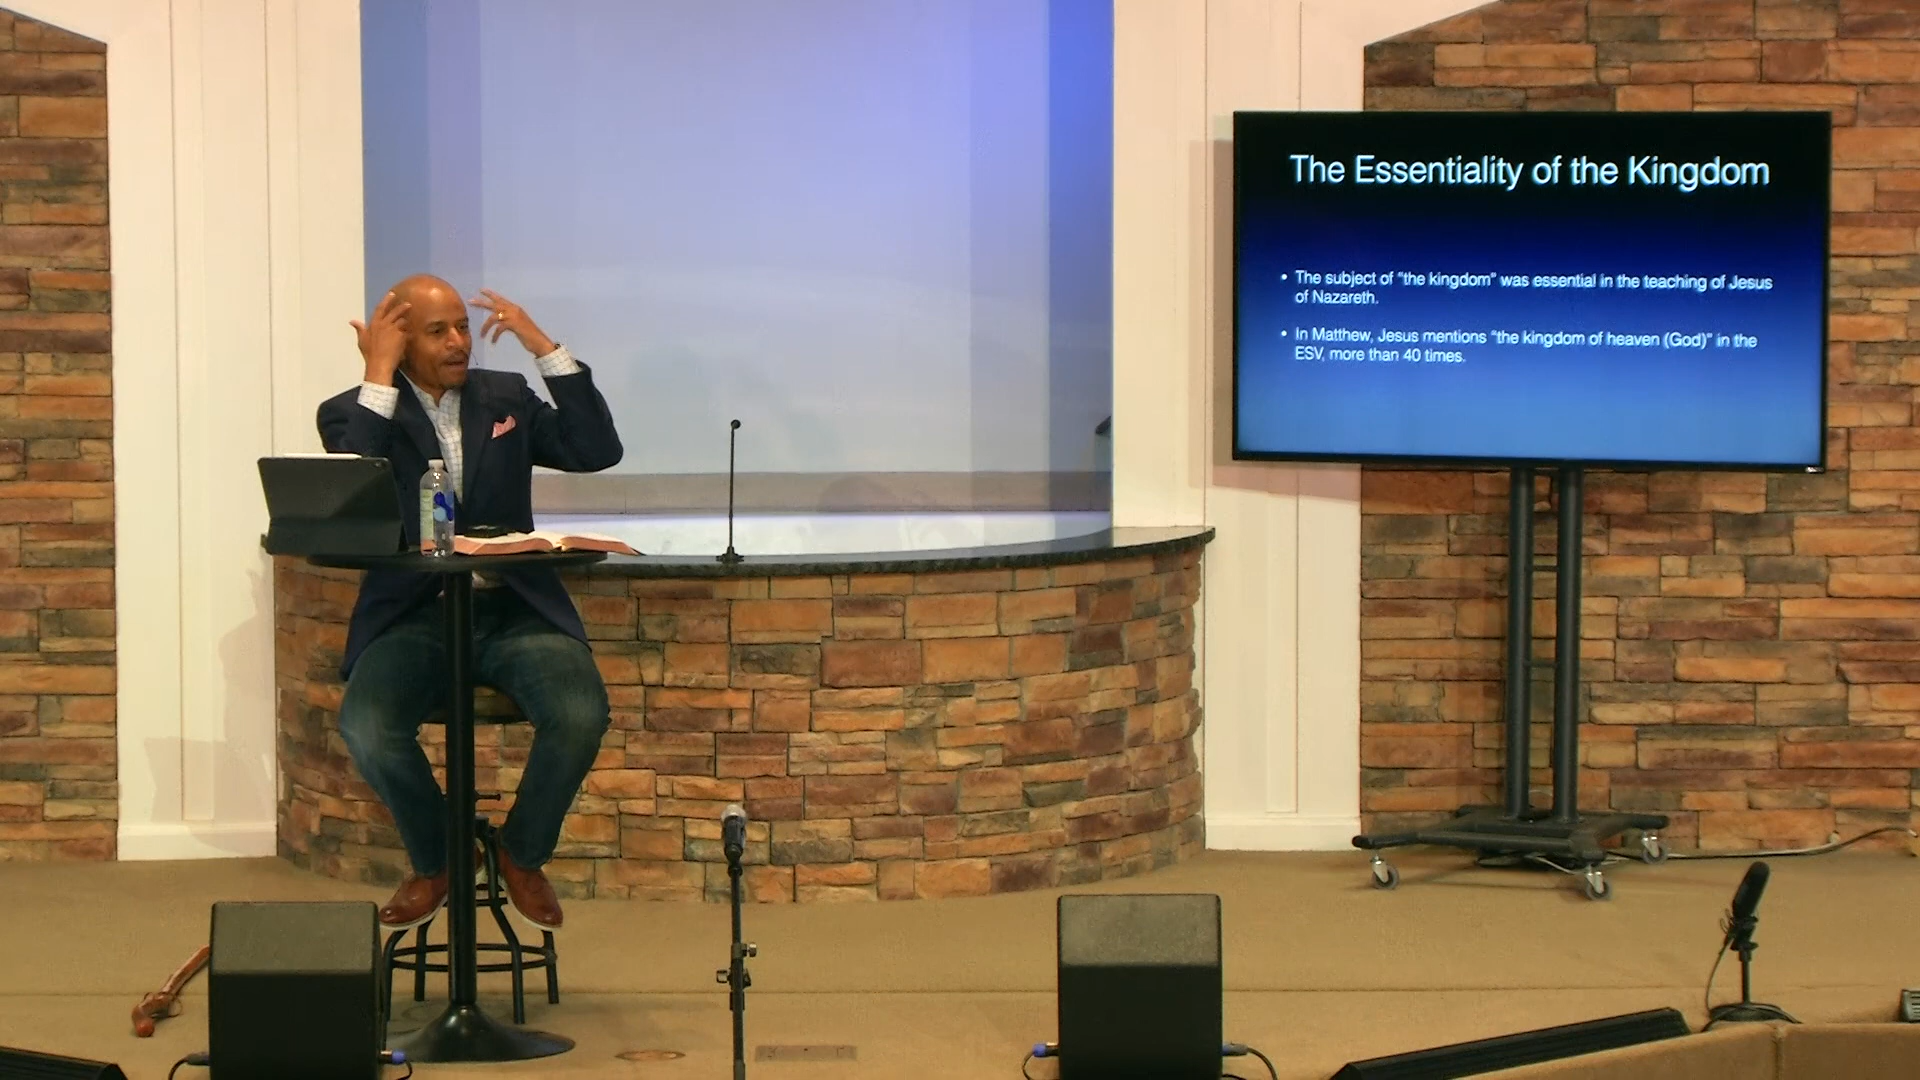 The Essentiality of the Kingdom
• The subject of "the kingdom" was essential in the teaching of Jesus
of Nazareth.
• In Matthew, Jesus mentions "the kingdom of heaven (God)" in the
ESV, more than 40 times.